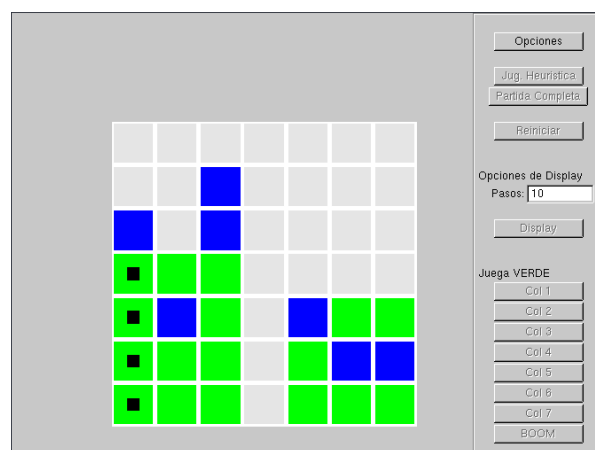 Opciones
Jug. Heuristica
Partida Completa
Reiniciar
Opciones de Display
Pasos: 10
Display
Juega VERDE
Col 1
Col 2
Col 3
Col 4
Col 5
Col 6
Col 7
BOOM